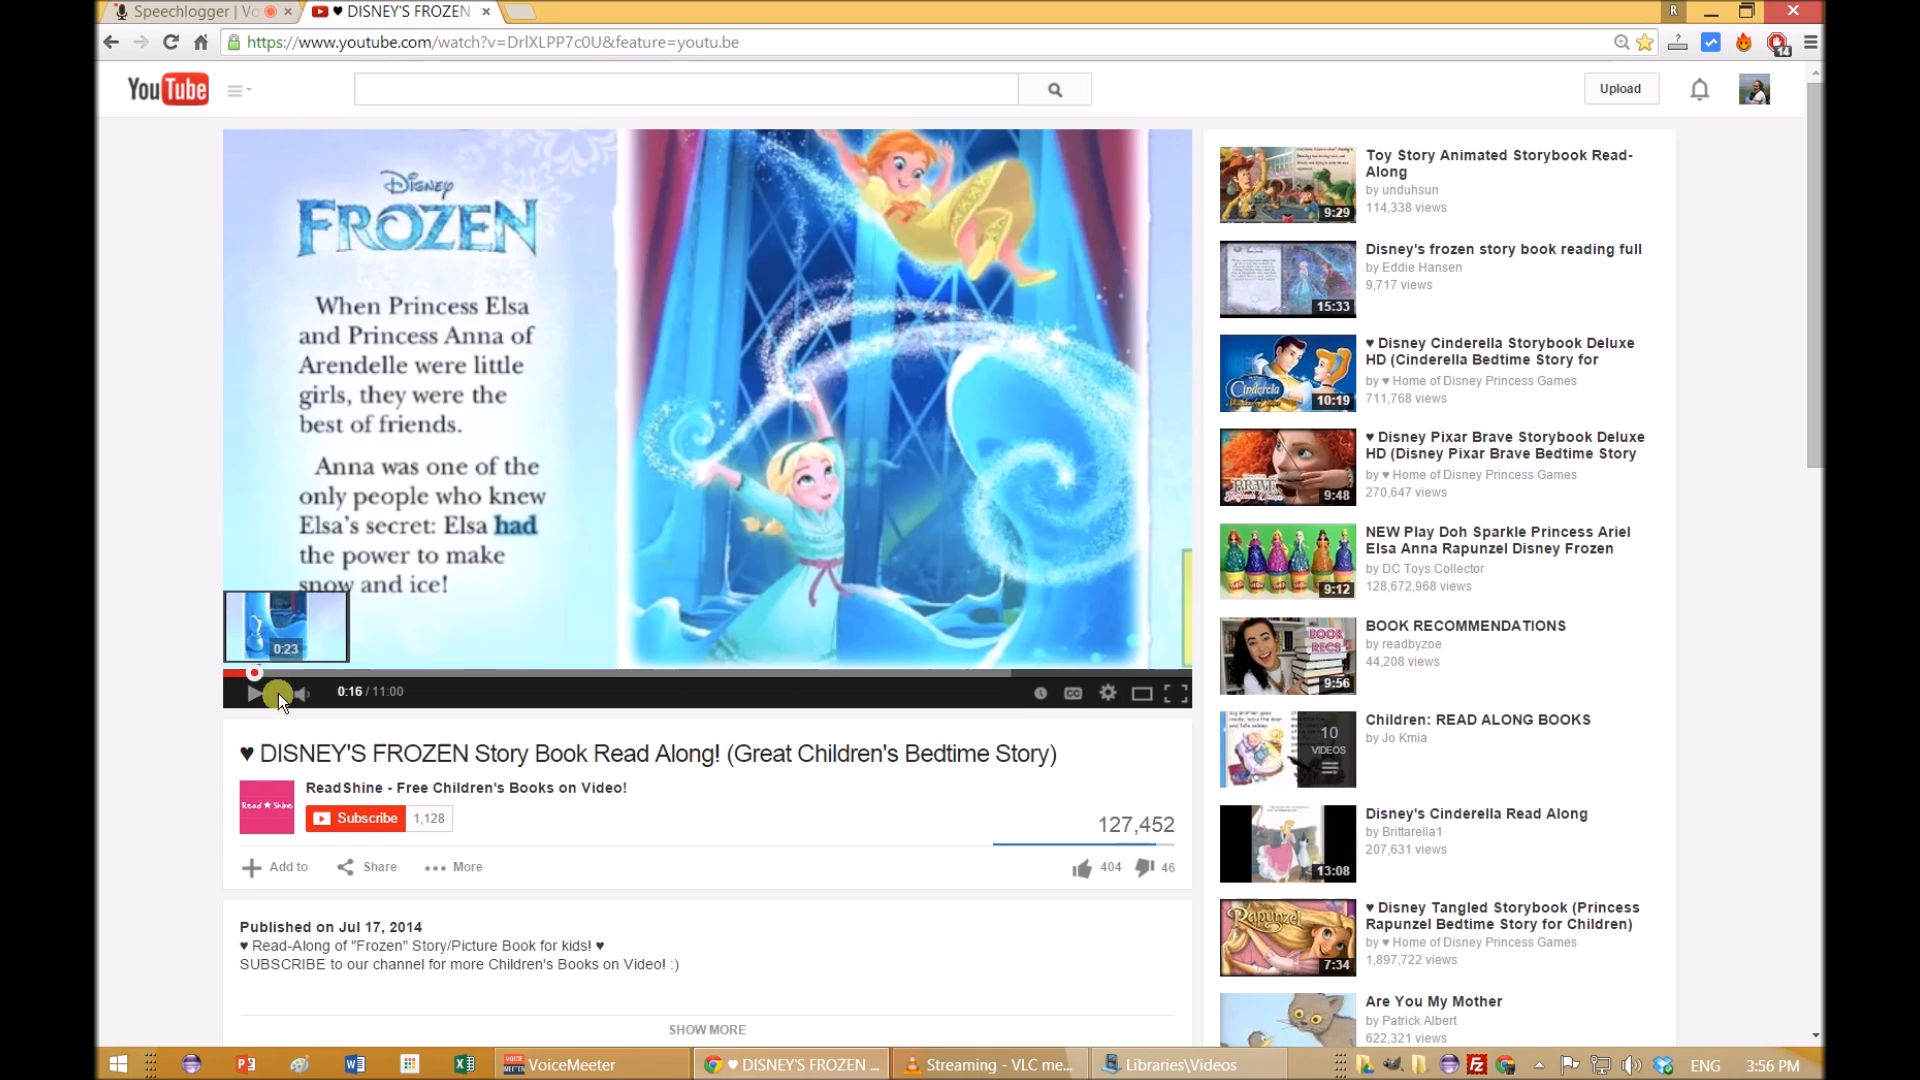 Speechlogger | Vo
♥ DISNEY'S FROZEN
R
https://www.youtube.com/watch?v=DrlXLPP7c0U&feature=youtu.be
14
YouTube
Upload
Disney
FROZEN
When Princess Elsa
and Princess Anna of
Arendelle were little
girls, they were the
best of friends.
Anna was one of the
only people who knew
Elsa's secret: Elsa had
the power to make
snow and ice!
0:23
0:16 / 11:00
CC
♥ DISNEY'S FROZEN Story Book Read Along! (Great Children's Bedtime Story)
Read ★ Shine
ReadShine - Free Children's Books on Video!
Subscribe 1,128
127,452
Add to Share More
404 46
Published on Jul 17, 2014
♥ Read-Along of "Frozen" Story/Picture Book for kids! ♥
SUBSCRIBE to our channel for more Children's Books on Video! :)
SHOW MORE
9:29
Toy Story Animated Storybook Read-
Along
by unduhsun
114,338 views
15:33
Disney's frozen story book reading full
by Eddie Hansen
9,717 views
Cinderella
10:19
♥ Disney Cinderella Storybook Deluxe
HD (Cinderella Bedtime Story for
by ♥ Home of Disney Princess Games
711,768 views
BRAVE
9:48
♥ Disney Pixar Brave Storybook Deluxe
HD (Disney Pixar Brave Bedtime Story
by ♥ Home of Disney Princess Games
270,647 views
9:12
NEW Play Doh Sparkle Princess Ariel
Elsa Anna Rapunzel Disney Frozen
by DC Toys Collector
128,672,968 views
BOOK
RECS
9:56
BOOK RECOMMENDATIONS
by readbyzoe
44,208 views
10
VIDEOS
Children: READ ALONG BOOKS
by Jo Kmia
13:08
Disney's Cinderella Read Along
by Brittarella1
207,631 views
Rapunzel
7:34
♥ Disney Tangled Storybook (Princess
Rapunzel Bedtime Story for Children)
by ♥ Home of Disney Princess Games
1,897,722 views
Are You My Mother
by Patrick Albert
622,321 views
VoiceMeeter
♥ DISNEY'S FROZEN ...
Streaming - VLC me...
Libraries\Videos
ENG
3:56 PM